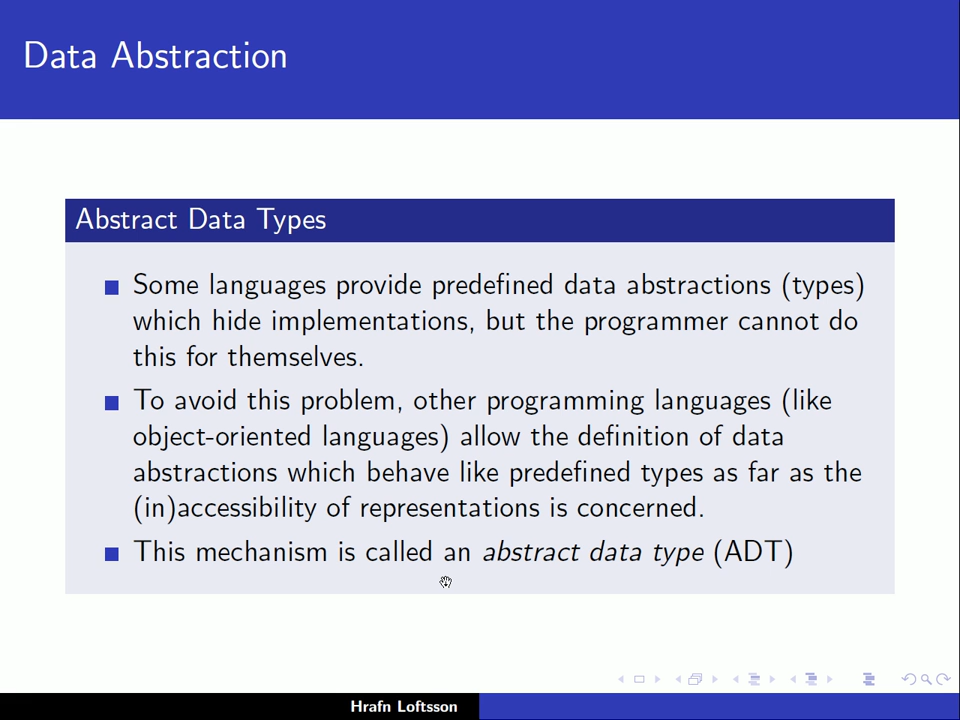 Data Abstraction
Abstract Data Types
Some languages provide predefined data abstractions (types)
which hide implementations, but the programmer cannot do
this for themselves.
To avoid this problem, other programming languages (like
object-oriented languages) allow the definition of data
abstractions which behave like predefined types as far as the
(in)accessibility of representations is concerned.
This mechanism is called an abstract data type (ADT)
Hrafn Loftsson